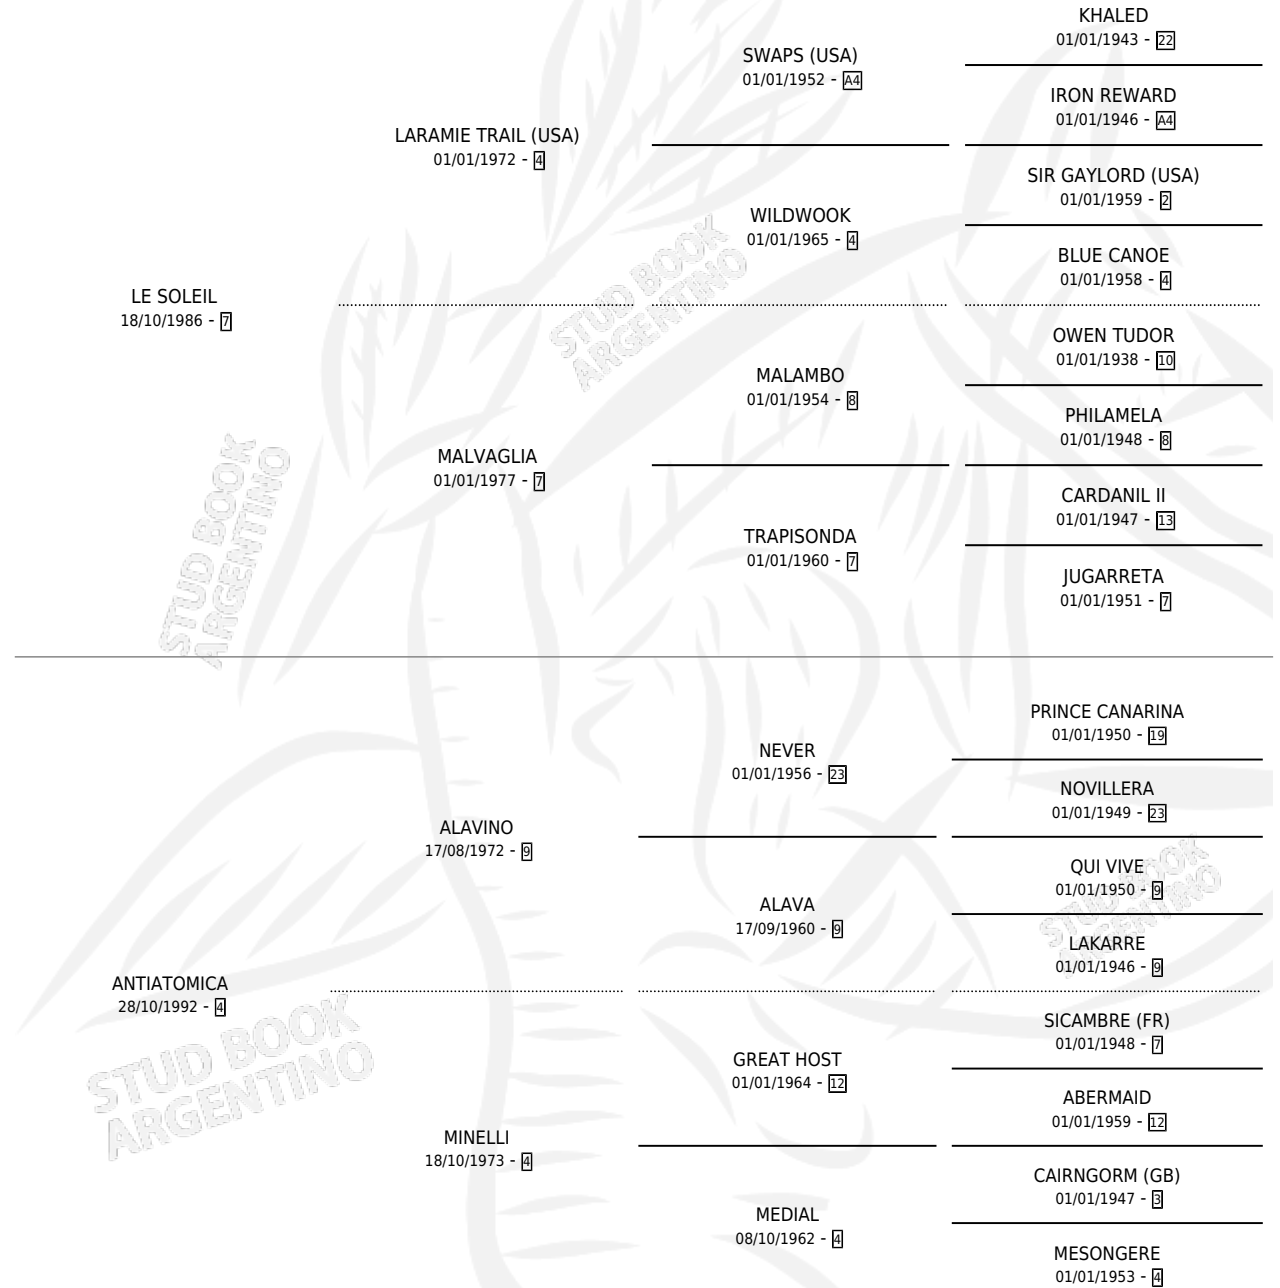 KHALED
01/01/1943 - 22
SWAPS (USA)
01/01/1952 - A4
IRON REWARD
01/01/1946 - A4
LARAMIE TRAIL (USA)
01/01/1972 - 4
SIR GAYLORD (USA)
01/01/1959 - 2
WILDWOOK
01/01/1965 - 4
BLUE CANOE
01/01/1958 - 4
LE SOLEIL
18/10/1986 - 7
OWEN TUDOR
01/01/1938 - 10
MALAMBO
01/01/1954 - 8
PHILAMELA
01/01/1948 - 8
MALVAGLIA
01/01/1977 - 7
CARDANIL II
01/01/1947 - 13
TRAPISONDA
01/01/1960 - 7
JUGARRETA
01/01/1951 - 7
PRINCE CANARINA
01/01/1950 - 19
NEVER
01/01/1956 - 23
NOVILLERA
01/01/1949 - 23
ALAVINO
17/08/1972 - 9
QUI VIVE
01/01/1950 - 9
ALAVA
17/09/1960 - 9
LAKARRE
01/01/1946 - 9
ANTIATOMICA
28/10/1992 - 4
SICAMBRE (FR)
01/01/1948 - 7
GREAT HOST
01/01/1964 - 12
ABERMAID
01/01/1959 - 12
MINELLI
18/10/1973 - 4
CAIRNGORM (GB)
01/01/1947 - 3
MEDIAL
08/10/1962 - 4
MESONGERE
01/01/1953 - 4
STUD BOOK
ARGENTINO
STUD BOOK
ARGENTINO
STUD BOOK
ARGENTINO
STUD BOOK
ARGENTINO